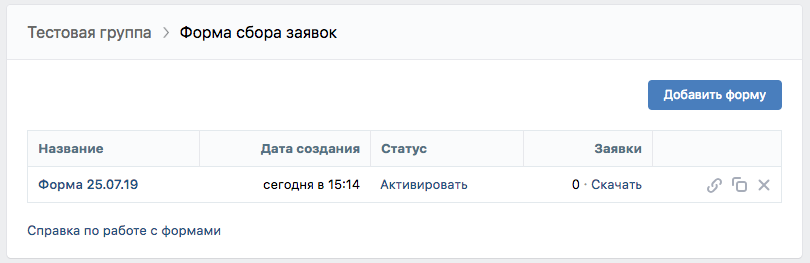 Тестовая группа > Форма сбора заявок
Добавить форму
Название Дата создания Статус Заявки
Форма 25.07.19 сегодня в 15:14 Активировать 0 · Скачать
Справка по работе с формами